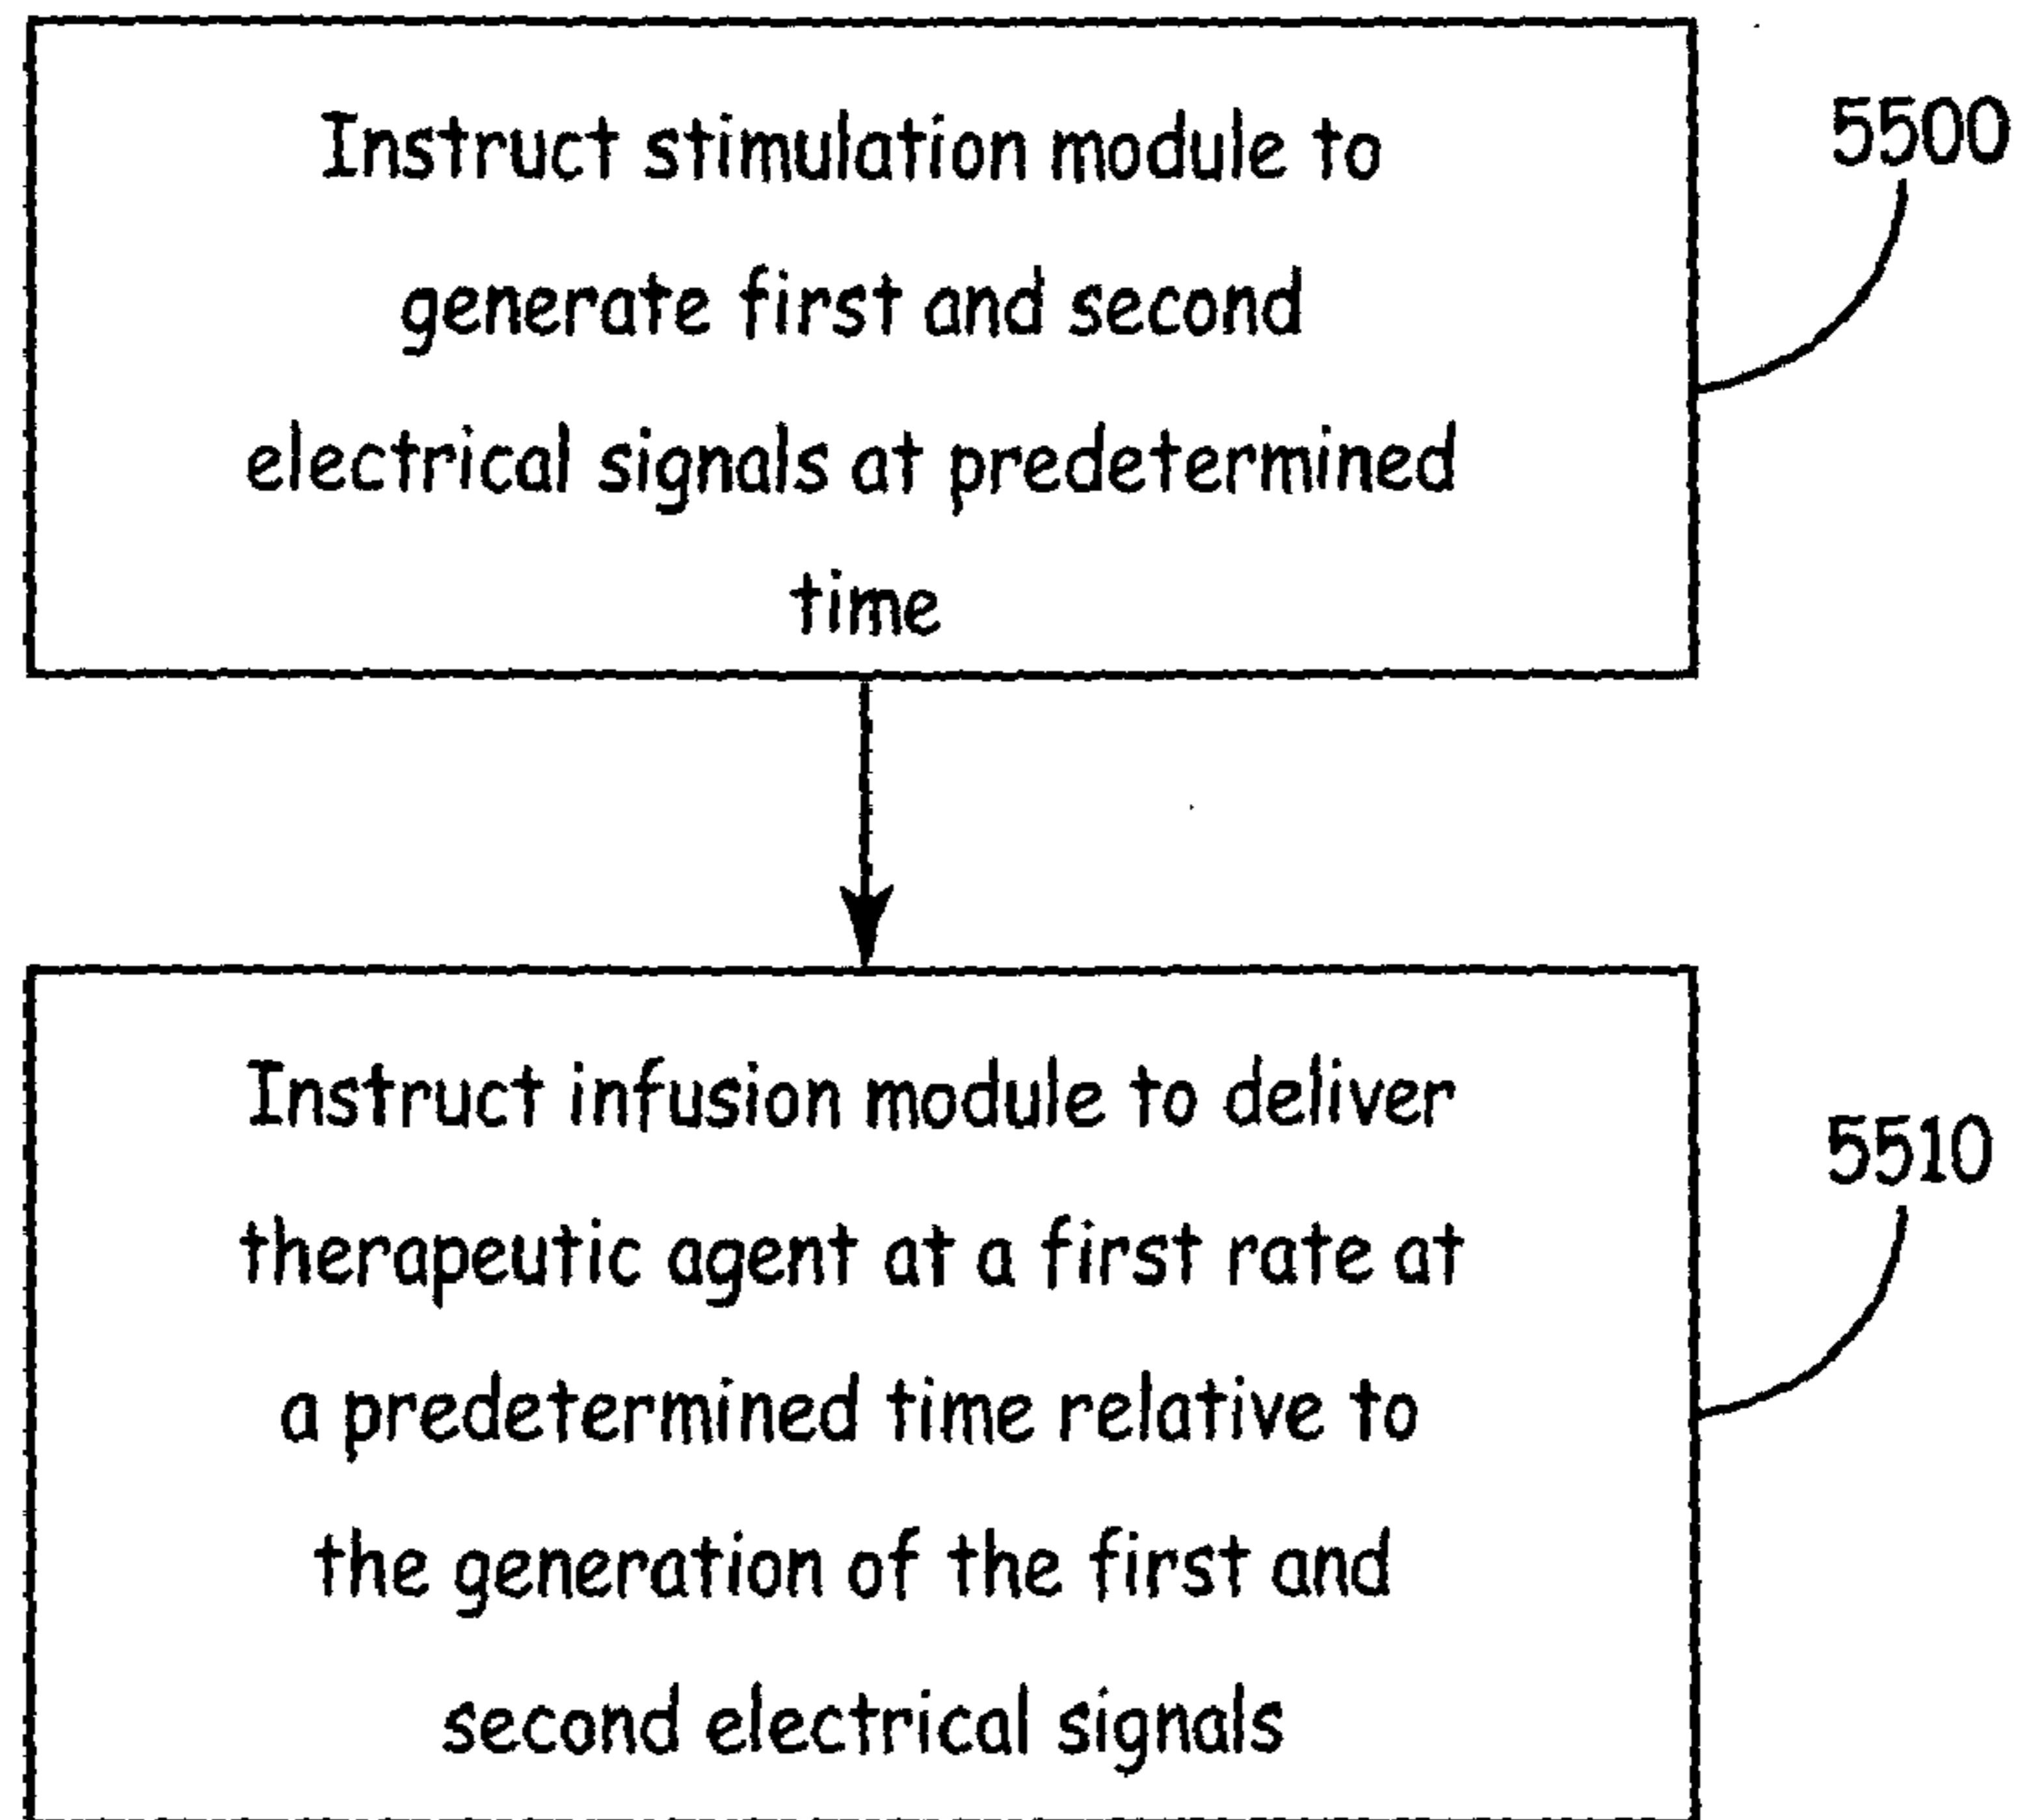 Instruct stimulation module to
generate first and second
electrical signals at predetermined
time
5500
Instruct infusion module to deliver
therapeutic agent at a first rate at
a predetermined time relative to
the generation of the first and
second electrical signals
5510